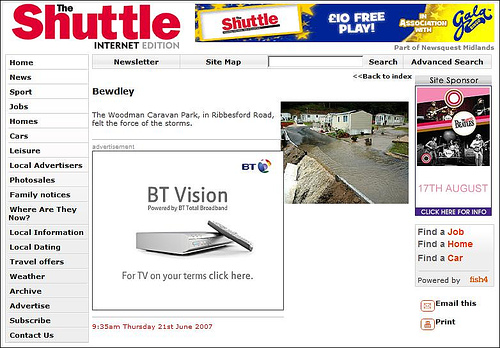 The
Shuttle
INTERNET EDITION
Shuttle
£10 FREE
PLAY!
IN
ASSOCIATION
WITH
Gala
Part of Newsquest Midlands
Newsletter
Site Map
Search
Advanced Search
Home
News
Sport
Jobs
Homes
Cars
Leisure
Local Advertisers
Photosales
Family notices
Where Are They
Now?
Local Information
Local Dating
Travel offers
Weather
Archive
Advertise
Subscribe
Contact Us
<<Back to index
Bewdley
The Woodman Caravan Park, in Ribbesford Road,
felt the force of the storms.
advertisement
BT
BT Vision
Powered by BT Total Broadband
For TV on your terms click here.
9:35am Thursday 21st June 2007
Site Sponsor
BEATLES
17TH AUGUST
CLICK HERE FOR INFO
Find a Job
Find a Home
Find a Car
Powered by fish4
Email this
Print